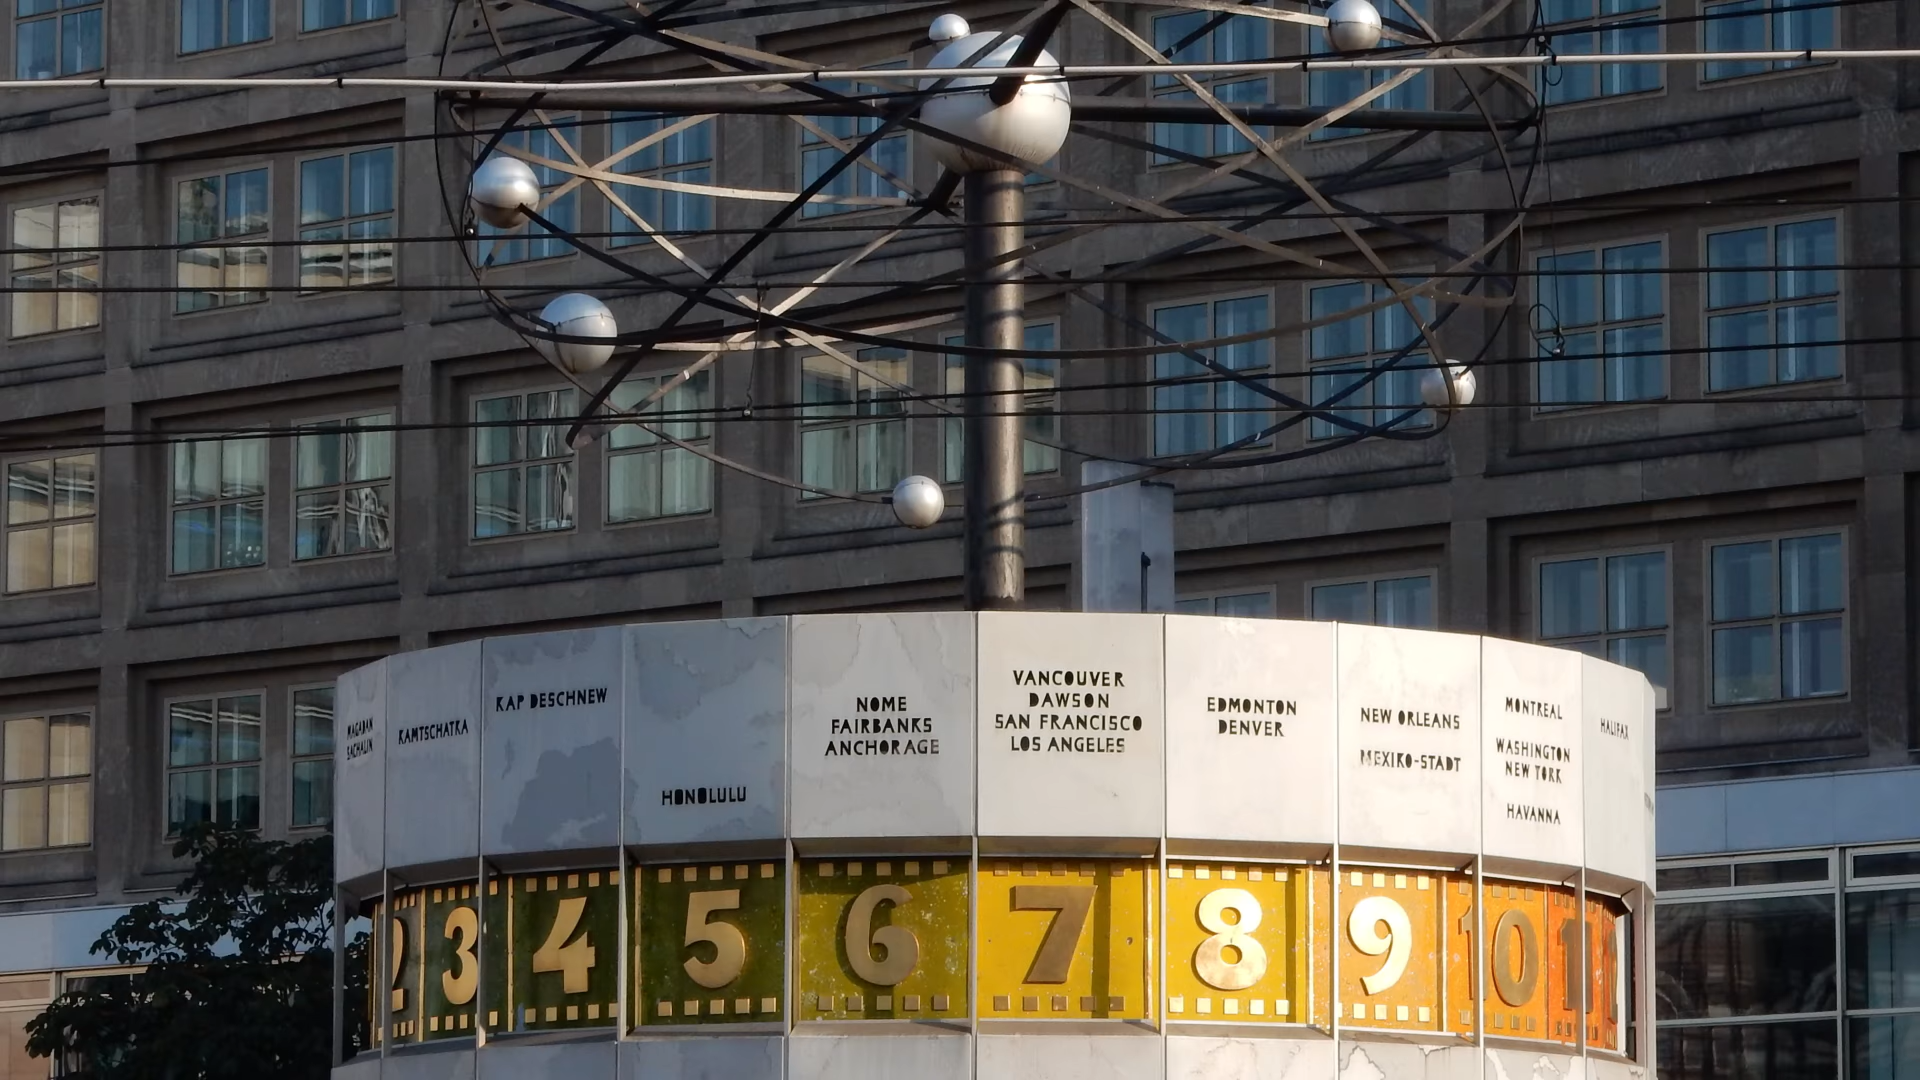 MAGADAN
SACHALIN
KAMTSCHATKA
KAP DESCHNEW
HONOLULU
NOME
FAIRBANKS
ANCHORAGE
VANCOUVER
DAWSON
SAN FRANCISCO
LOS ANGELES
EDMONTON
DENVER
NEW ORLEANS
MEXIKO-STADT
MONTREAL
WASHINGTON
NEW YORK
HAVANNA
HALIFAX
2 3 4 5 6 7 8 9 10 11